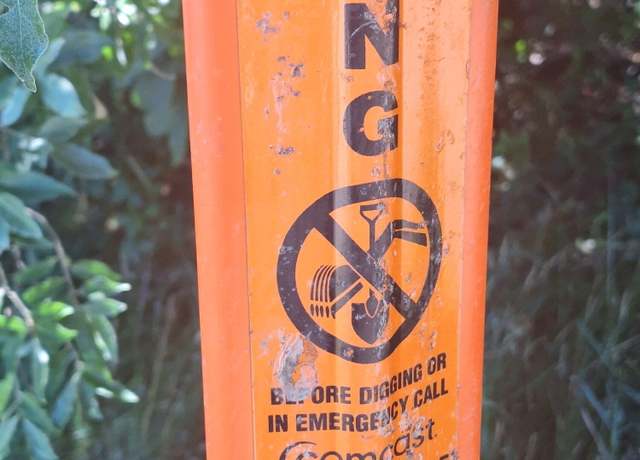 N
G
BEFORE DIGGING OR
IN EMERGENCY CALL
Comcast